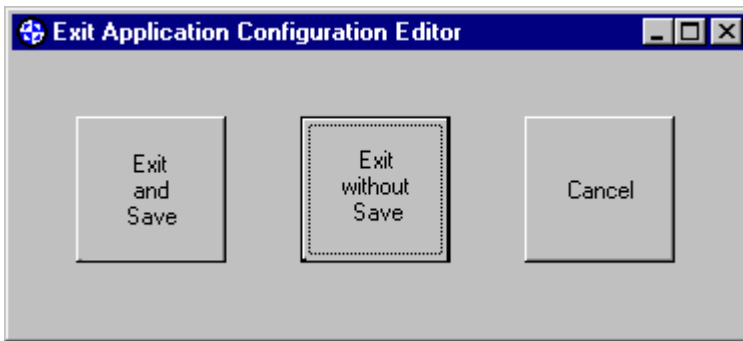 Exit Application Configuration Editor
Exit
and
Save
Exit
without
Save
Cancel